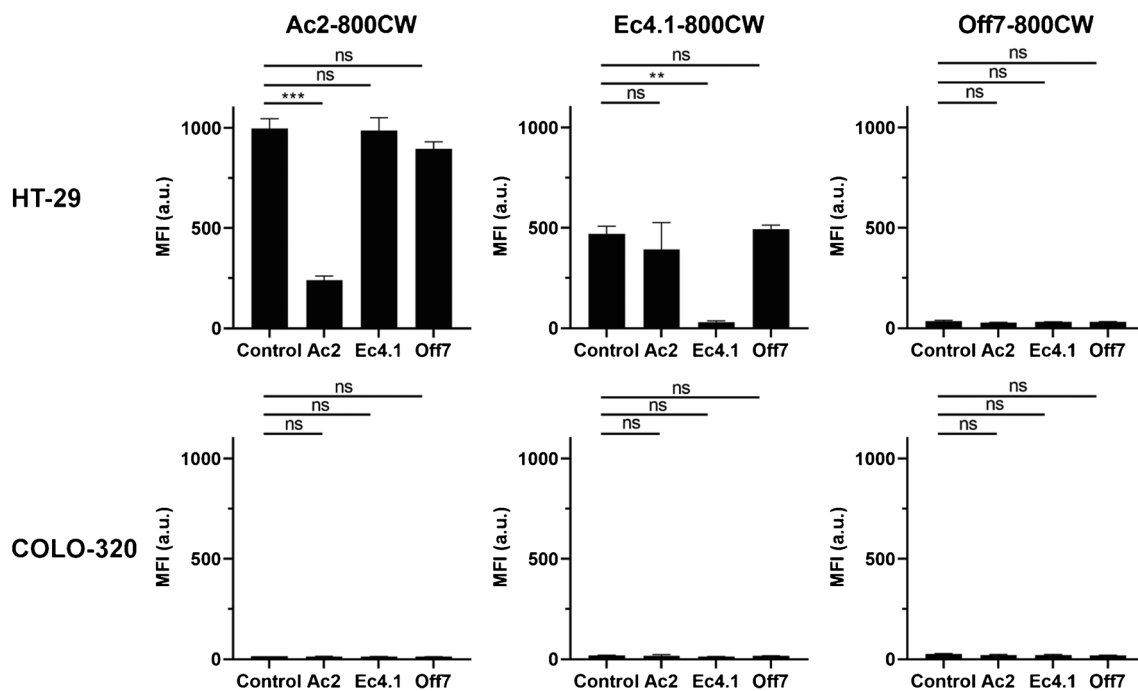 Ac2-800CW Ec4.1-800CW Off7-800CW
HT-29
ns
ns
***
MFI (a.u.)
1000
500
0
Control Ac2 Ec4.1 Off7
ns
**
ns
MFI (a.u.)
1000
500
0
Control Ac2 Ec4.1 Off7
ns
ns
ns
MFI (a.u.)
1000
500
0
Control Ac2 Ec4.1 Off7
COLO-320
ns
ns
ns
MFI (a.u.)
1000
500
0
Control Ac2 Ec4.1 Off7
ns
ns
ns
MFI (a.u.)
1000
500
0
Control Ac2 Ec4.1 Off7
ns
ns
ns
MFI (a.u.)
1000
500
0
Control Ac2 Ec4.1 Off7